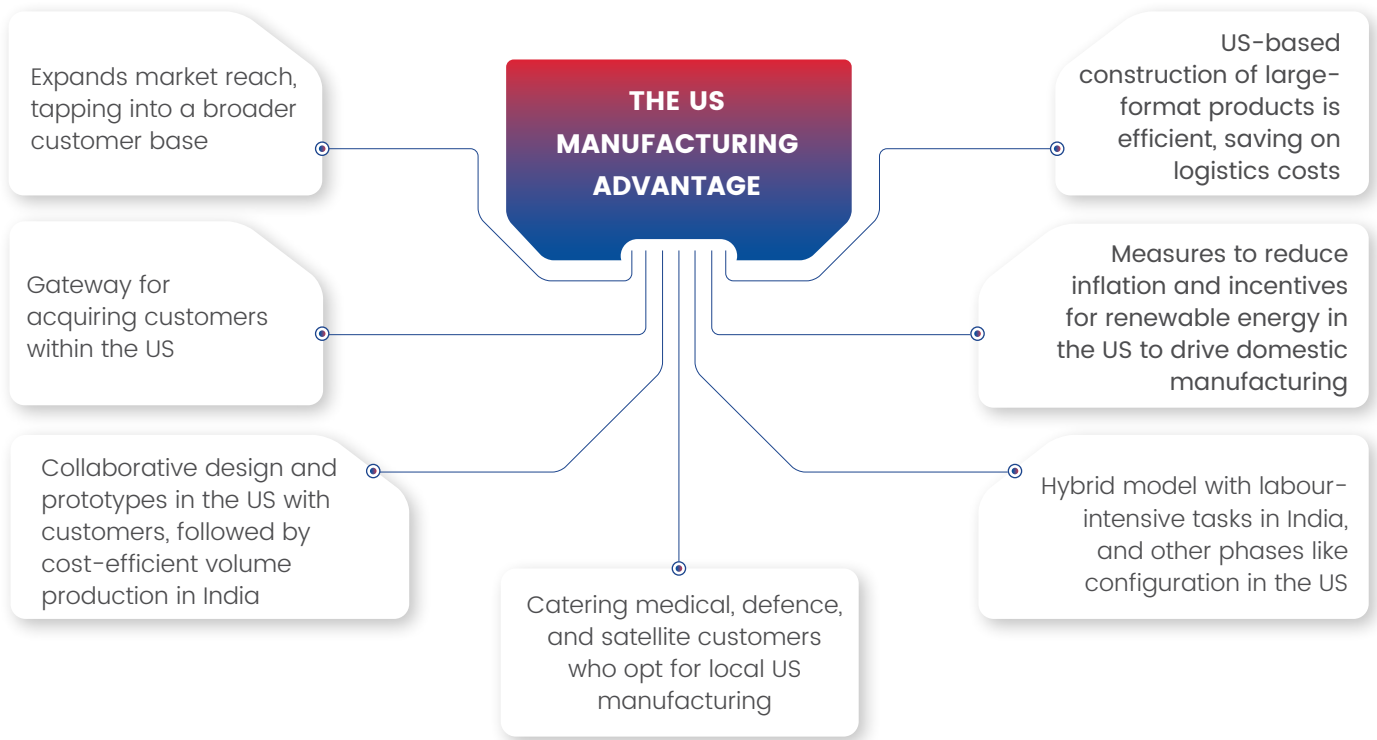 THE US
MANUFACTURING
ADVANTAGE
Expands market reach,
tapping into a broader
customer base
Gateway for
acquiring customers
within the US
Collaborative design and
prototypes in the US with
customers, followed by
cost-efficient volume
production in India
Catering medical, defence,
and satellite customers
who opt for local US
manufacturing
US-based
construction of large-
format products is
efficient, saving on
logistics costs
Measures to reduce
inflation and incentives
for renewable energy in
the US to drive domestic
manufacturing
Hybrid model with labour-
intensive tasks in India,
and other phases like
configuration in the US